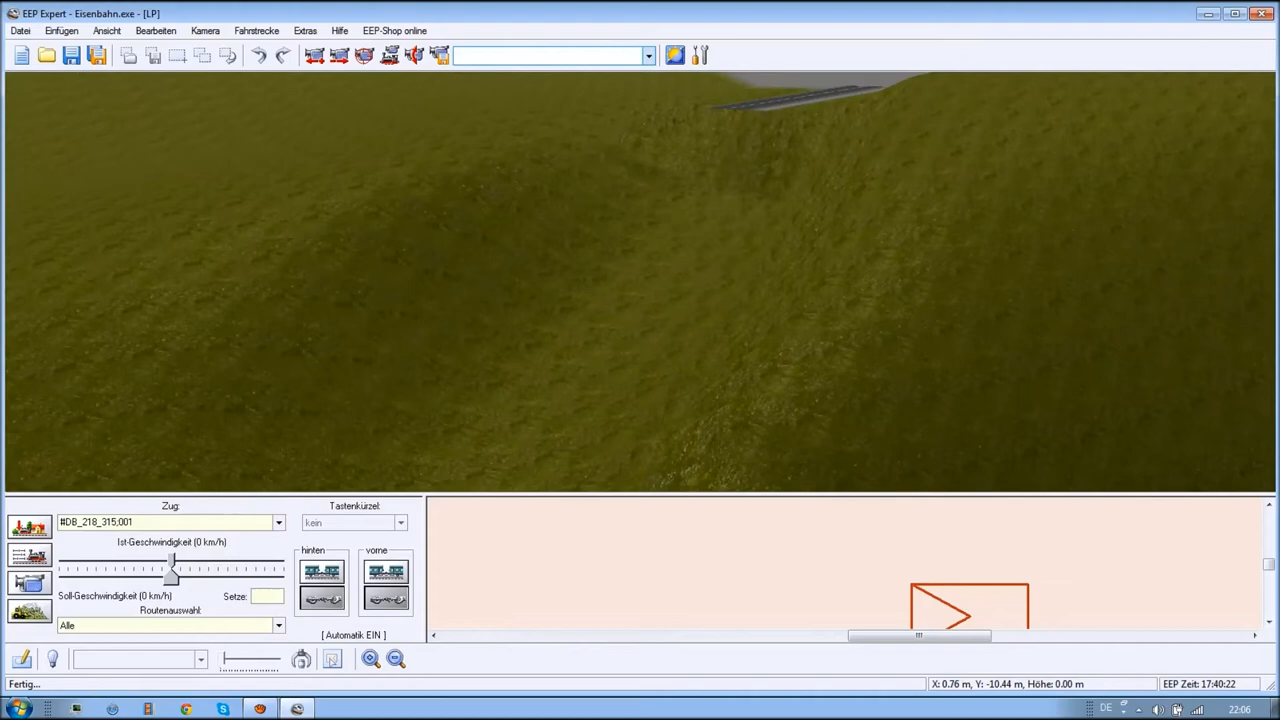 EEP Expert - Eisenbahn.exe - [LP]
Datei Einfügen Ansicht Bearbeiten Kamera Fahrstrecke Extras Hilfe EEP-Shop online
Zug:
#DB_218_315;001
Ist-Geschwindigkeit (0 km/h)
Soll-Geschwindigkeit (0 km/h) Setze:
Routenauswahl:
Alle
Tastenkürzel:
kein
hinten vorne
[ Automatik EIN ]
Fertig... X: 0.76 m, Y: -10.44 m, Höhe: 0.00 m EEP Zeit: 17:40:22
DE 22:06